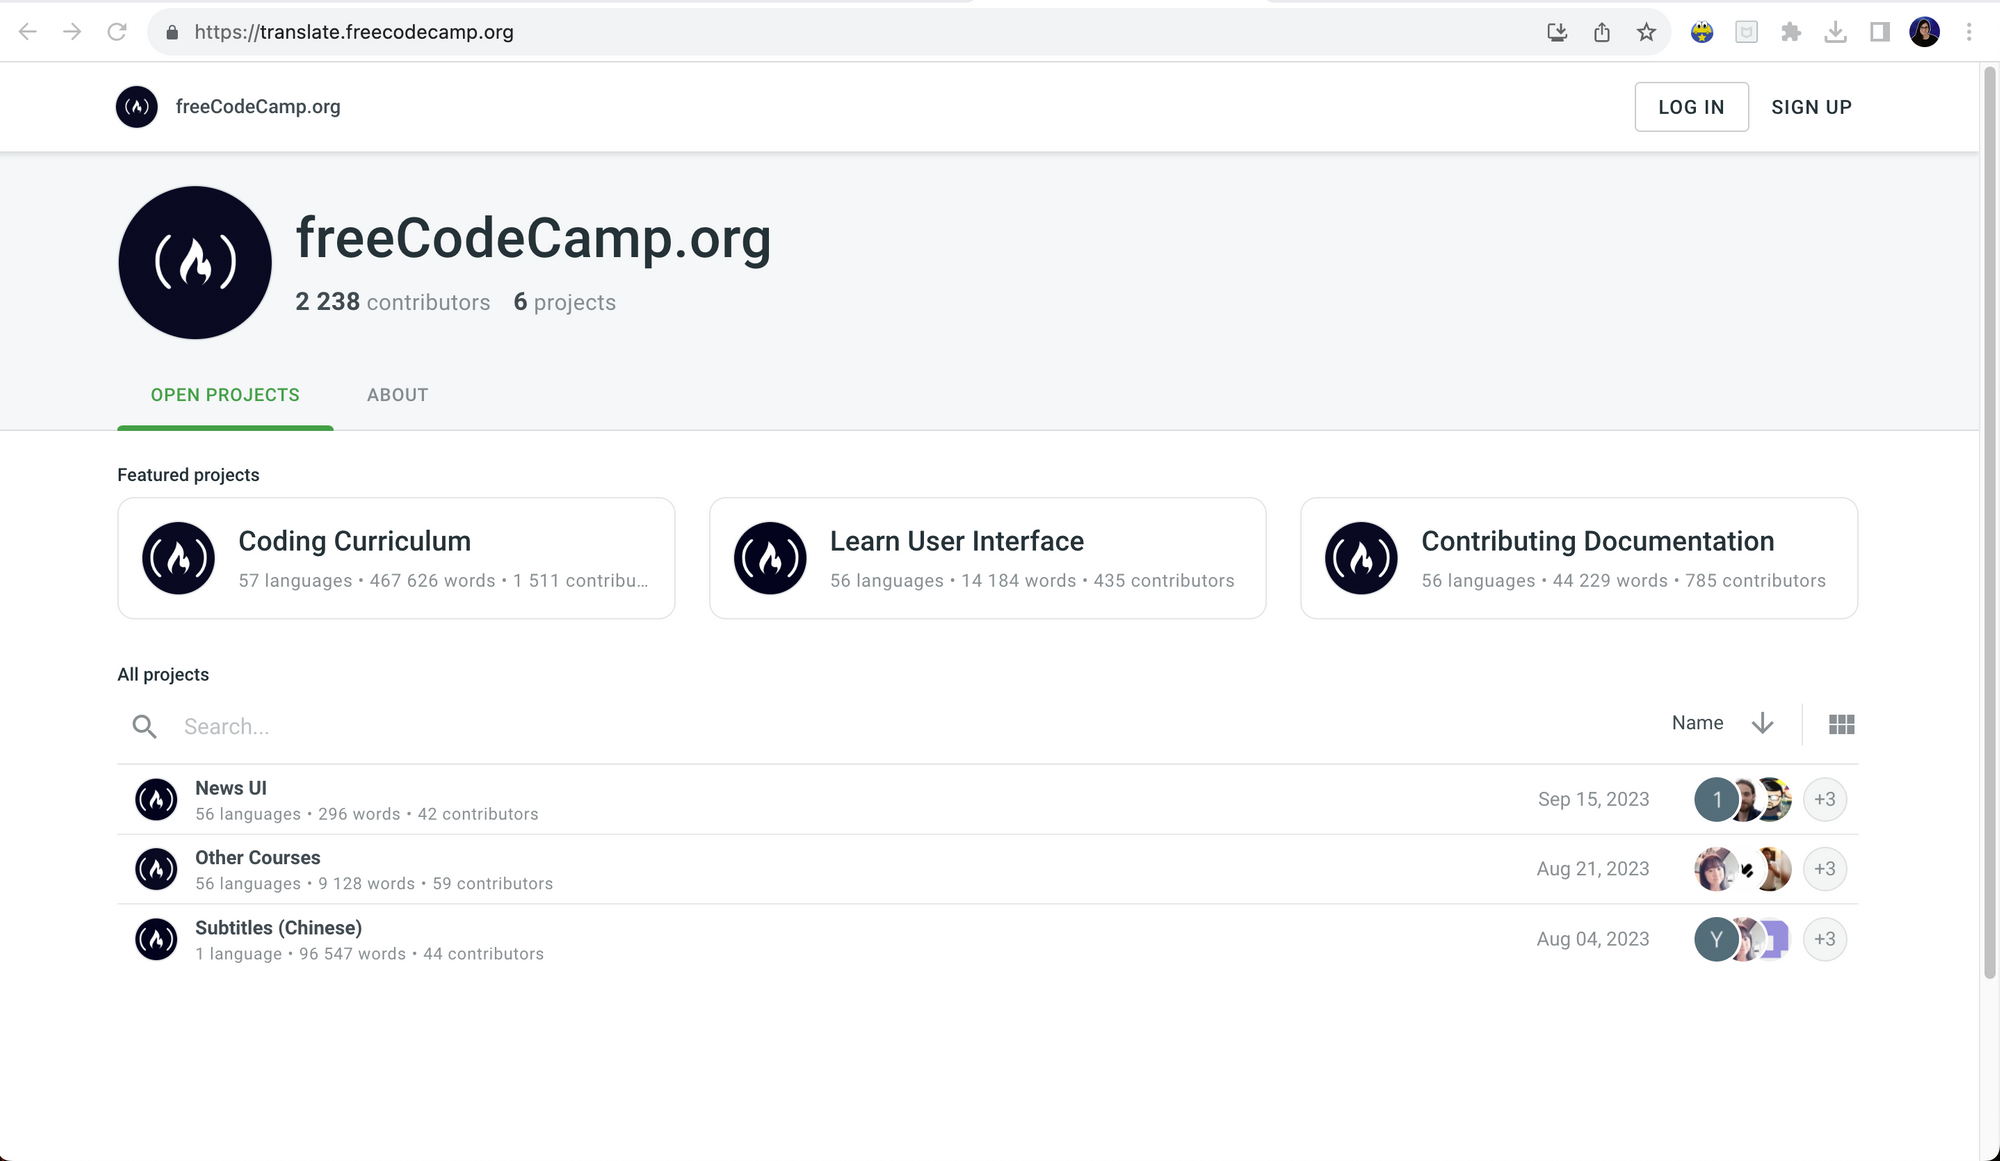 https://translate.freecodecamp.org
freeCodeCamp.org
LOG IN
SIGN UP
freeCodeCamp.org
2 238 contributors 6 projects
OPEN PROJECTS
ABOUT
Featured projects
Coding Curriculum
57 languages • 467 626 words • 1 511 contribu...
Learn User Interface
56 languages • 14 184 words • 435 contributors
Contributing Documentation
56 languages • 44 229 words • 785 contributors
All projects
Search...
Name
News UI
56 languages • 296 words • 42 contributors
Sep 15, 2023
1
+3
Other Courses
56 languages • 9 128 words • 59 contributors
Aug 21, 2023
+3
Subtitles (Chinese)
1 language • 96 547 words • 44 contributors
Aug 04, 2023
Y
+3